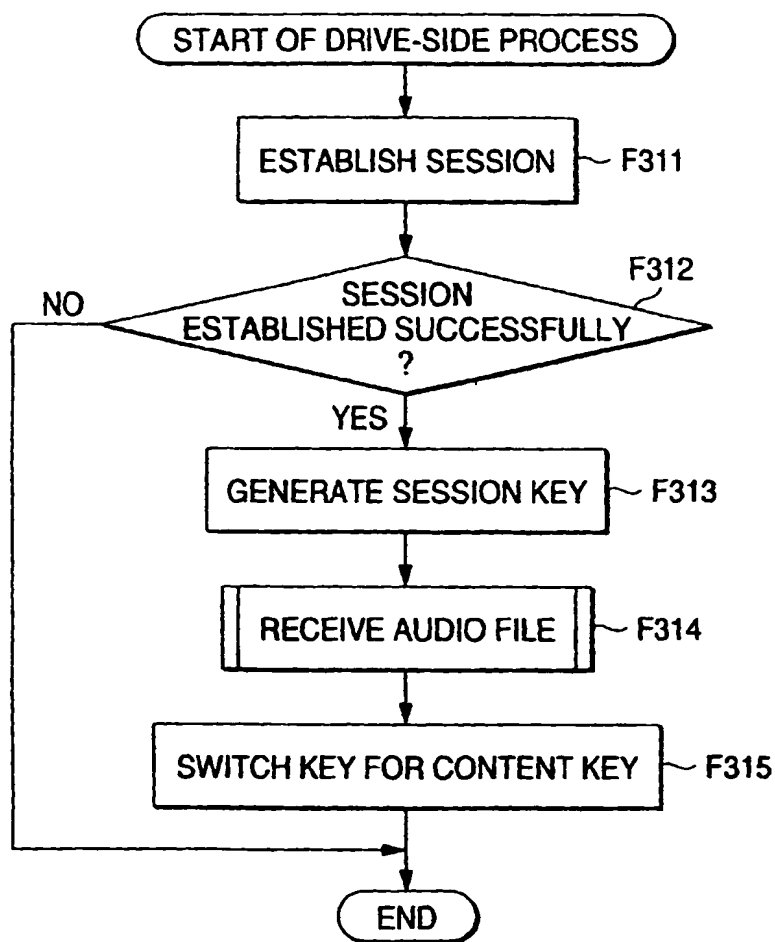 START OF DRIVE-SIDE PROCESS
ESTABLISH SESSION
F311
F312
NO
SESSION
ESTABLISHED SUCCESSFULLY
?
YES
GENERATE SESSION KEY
F313
RECEIVE AUDIO FILE
F314
SWITCH KEY FOR CONTENT KEY
F315
END